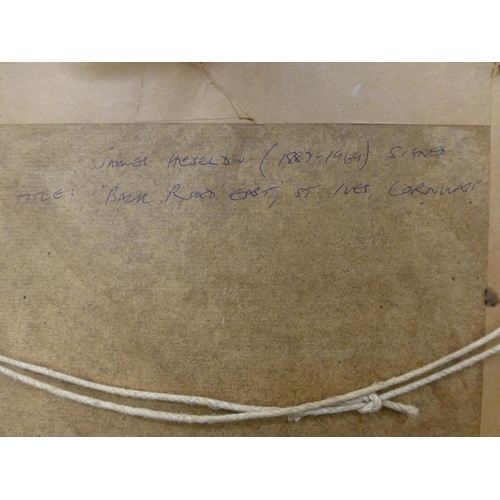 JAMES HESELDIN (1887-1969) SIGNED
TITLE: "BACK ROAD EAST", ST IVES, CORNWALL"